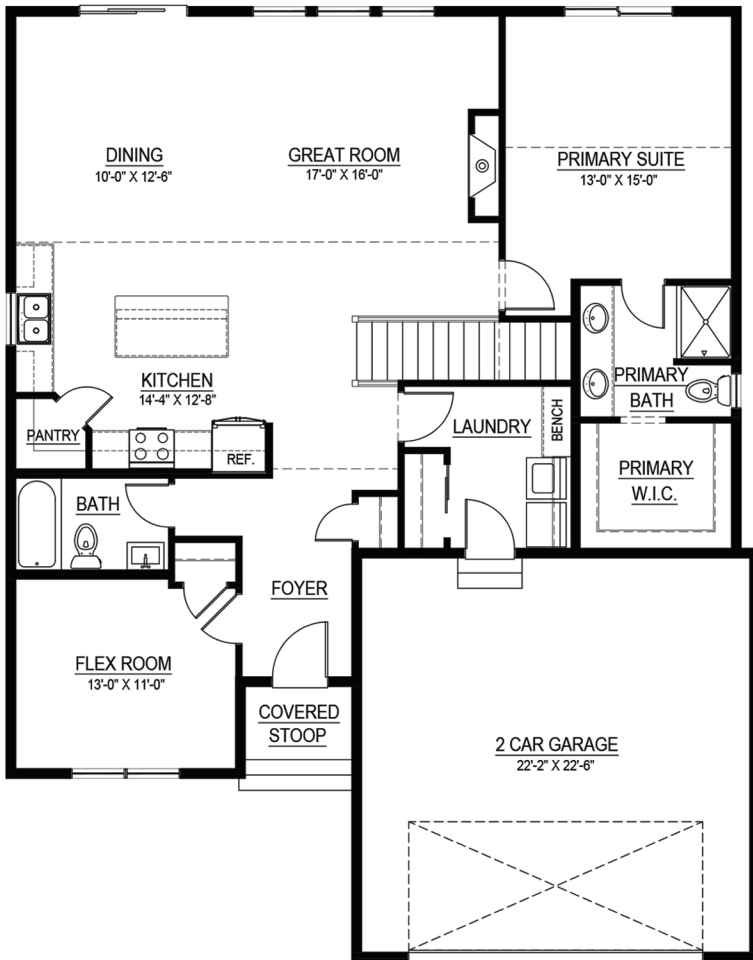 DINING
10'-0" X 12'-6"
GREAT ROOM
17'-0" X 16'-0"
PRIMARY SUITE
13'-0" X 15'-0"
KITCHEN
14'-4" X 12'-8"
PRIMARY
BATH
PANTRY
REF.
LAUNDRY
BENCH
PRIMARY
W.I.C.
BATH
FOYER
FLEX ROOM
13'-0" X 11'-0"
COVERED
STOOP
2 CAR GARAGE
22'-2" X 22'-6"